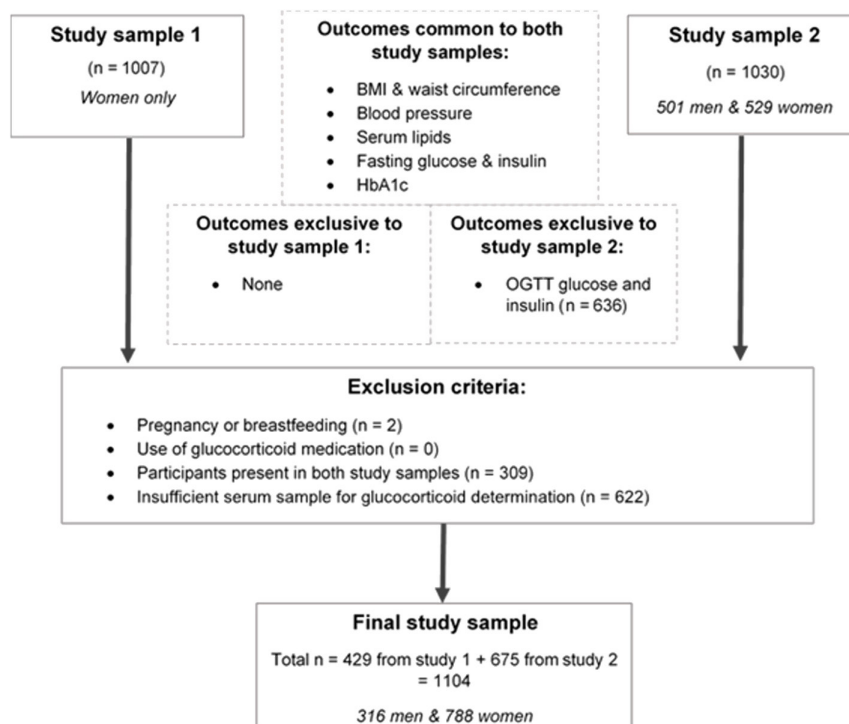 Study sample 1
(n = 1007)
Women only
Outcomes common to both
study samples:
• BMI & waist circumference
• Blood pressure
• Serum lipids
• Fasting glucose & insulin
• HbA1c
Study sample 2
(n = 1030)
501 men & 529 women
Outcomes exclusive to
study sample 1:
• None
Outcomes exclusive to
study sample 2:
• OGTT glucose and
insulin (n = 636)
Exclusion criteria:
• Pregnancy or breastfeeding (n = 2)
• Use of glucocorticoid medication (n = 0)
• Participants present in both study samples (n = 309)
• Insufficient serum sample for glucocorticoid determination (n = 622)
Final study sample
Total n = 429 from study 1 + 675 from study 2
= 1104
316 men & 788 women